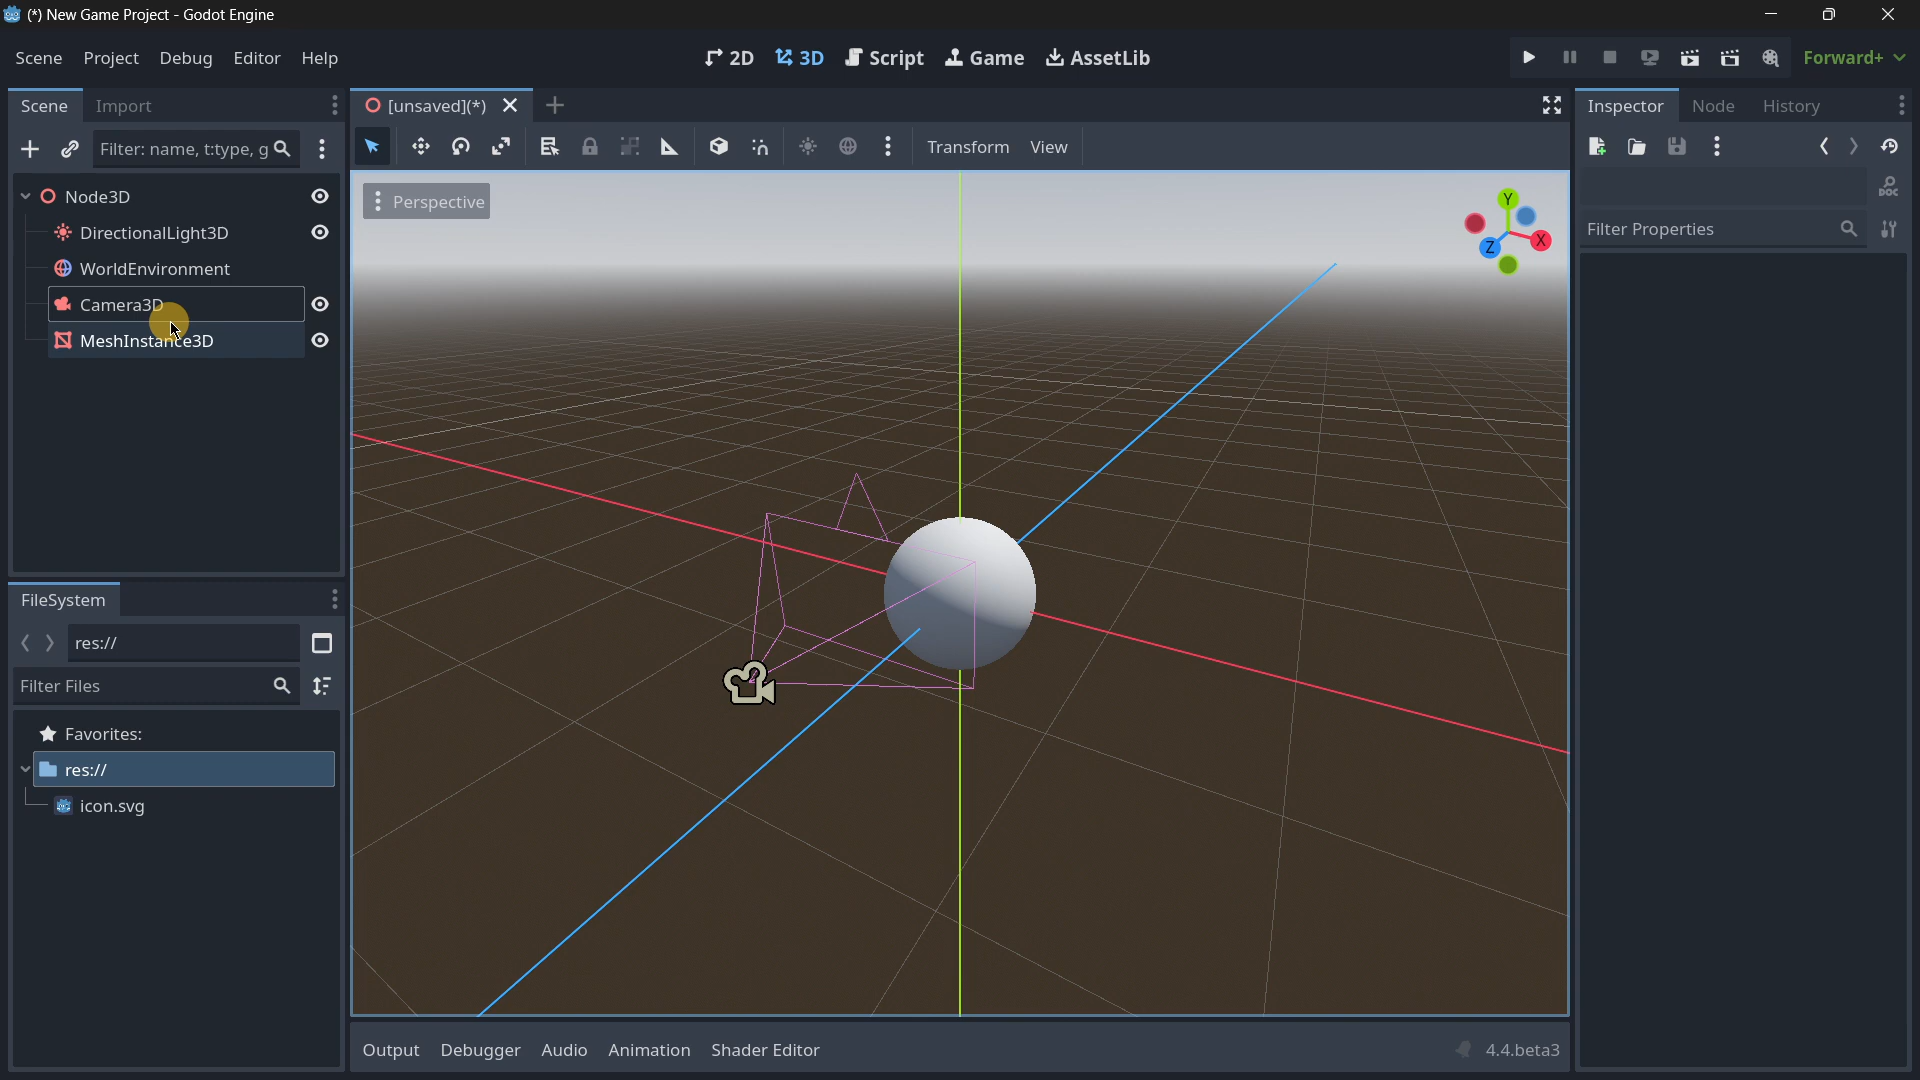 (*) New Game Project - Godot Engine
Scene Project Debug Editor Help
2D 3D Script Game AssetLib
Forward+
Scene Import
Filter: name, t:type, g
Node3D
DirectionalLight3D
WorldEnvironment
Camera3D
MeshInstance3D
FileSystem
res://
Filter Files
Favorites:
res://
icon.svg
[unsaved](*)
Transform View
Perspective
Y
X
Z
Output Debugger Audio Animation Shader Editor
4.4.beta3
Inspector Node History
DOC
Filter Properties